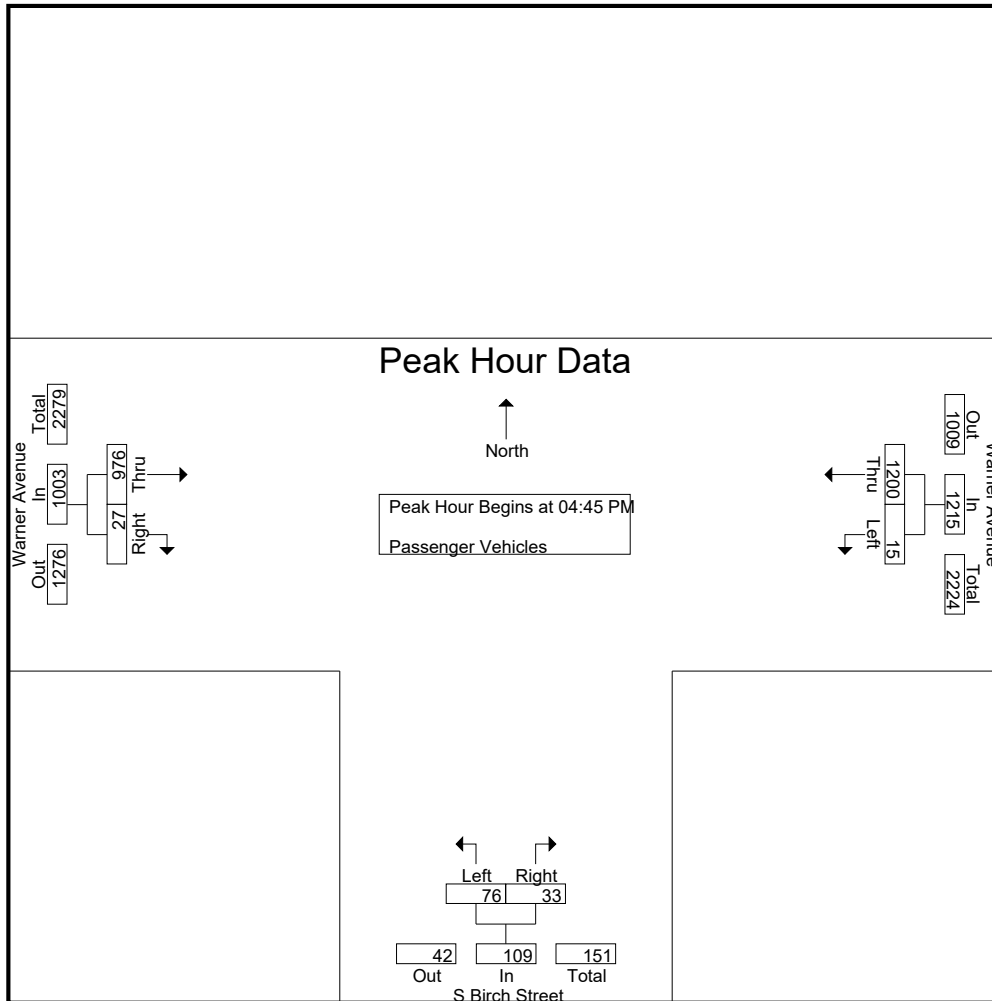 Peak Hour Data
North
Peak Hour Begins at 04:45 PM
Passenger Vehicles
Warner Avenue
Total
2279
In
1003
Out
1276
976
Thru
27
Right
1200
Thru
15
Left
Out
1009
In
1215
Total
2224
Warner Avenue
Left Right
76 33
42 109 151
Out In Total
S Birch Street